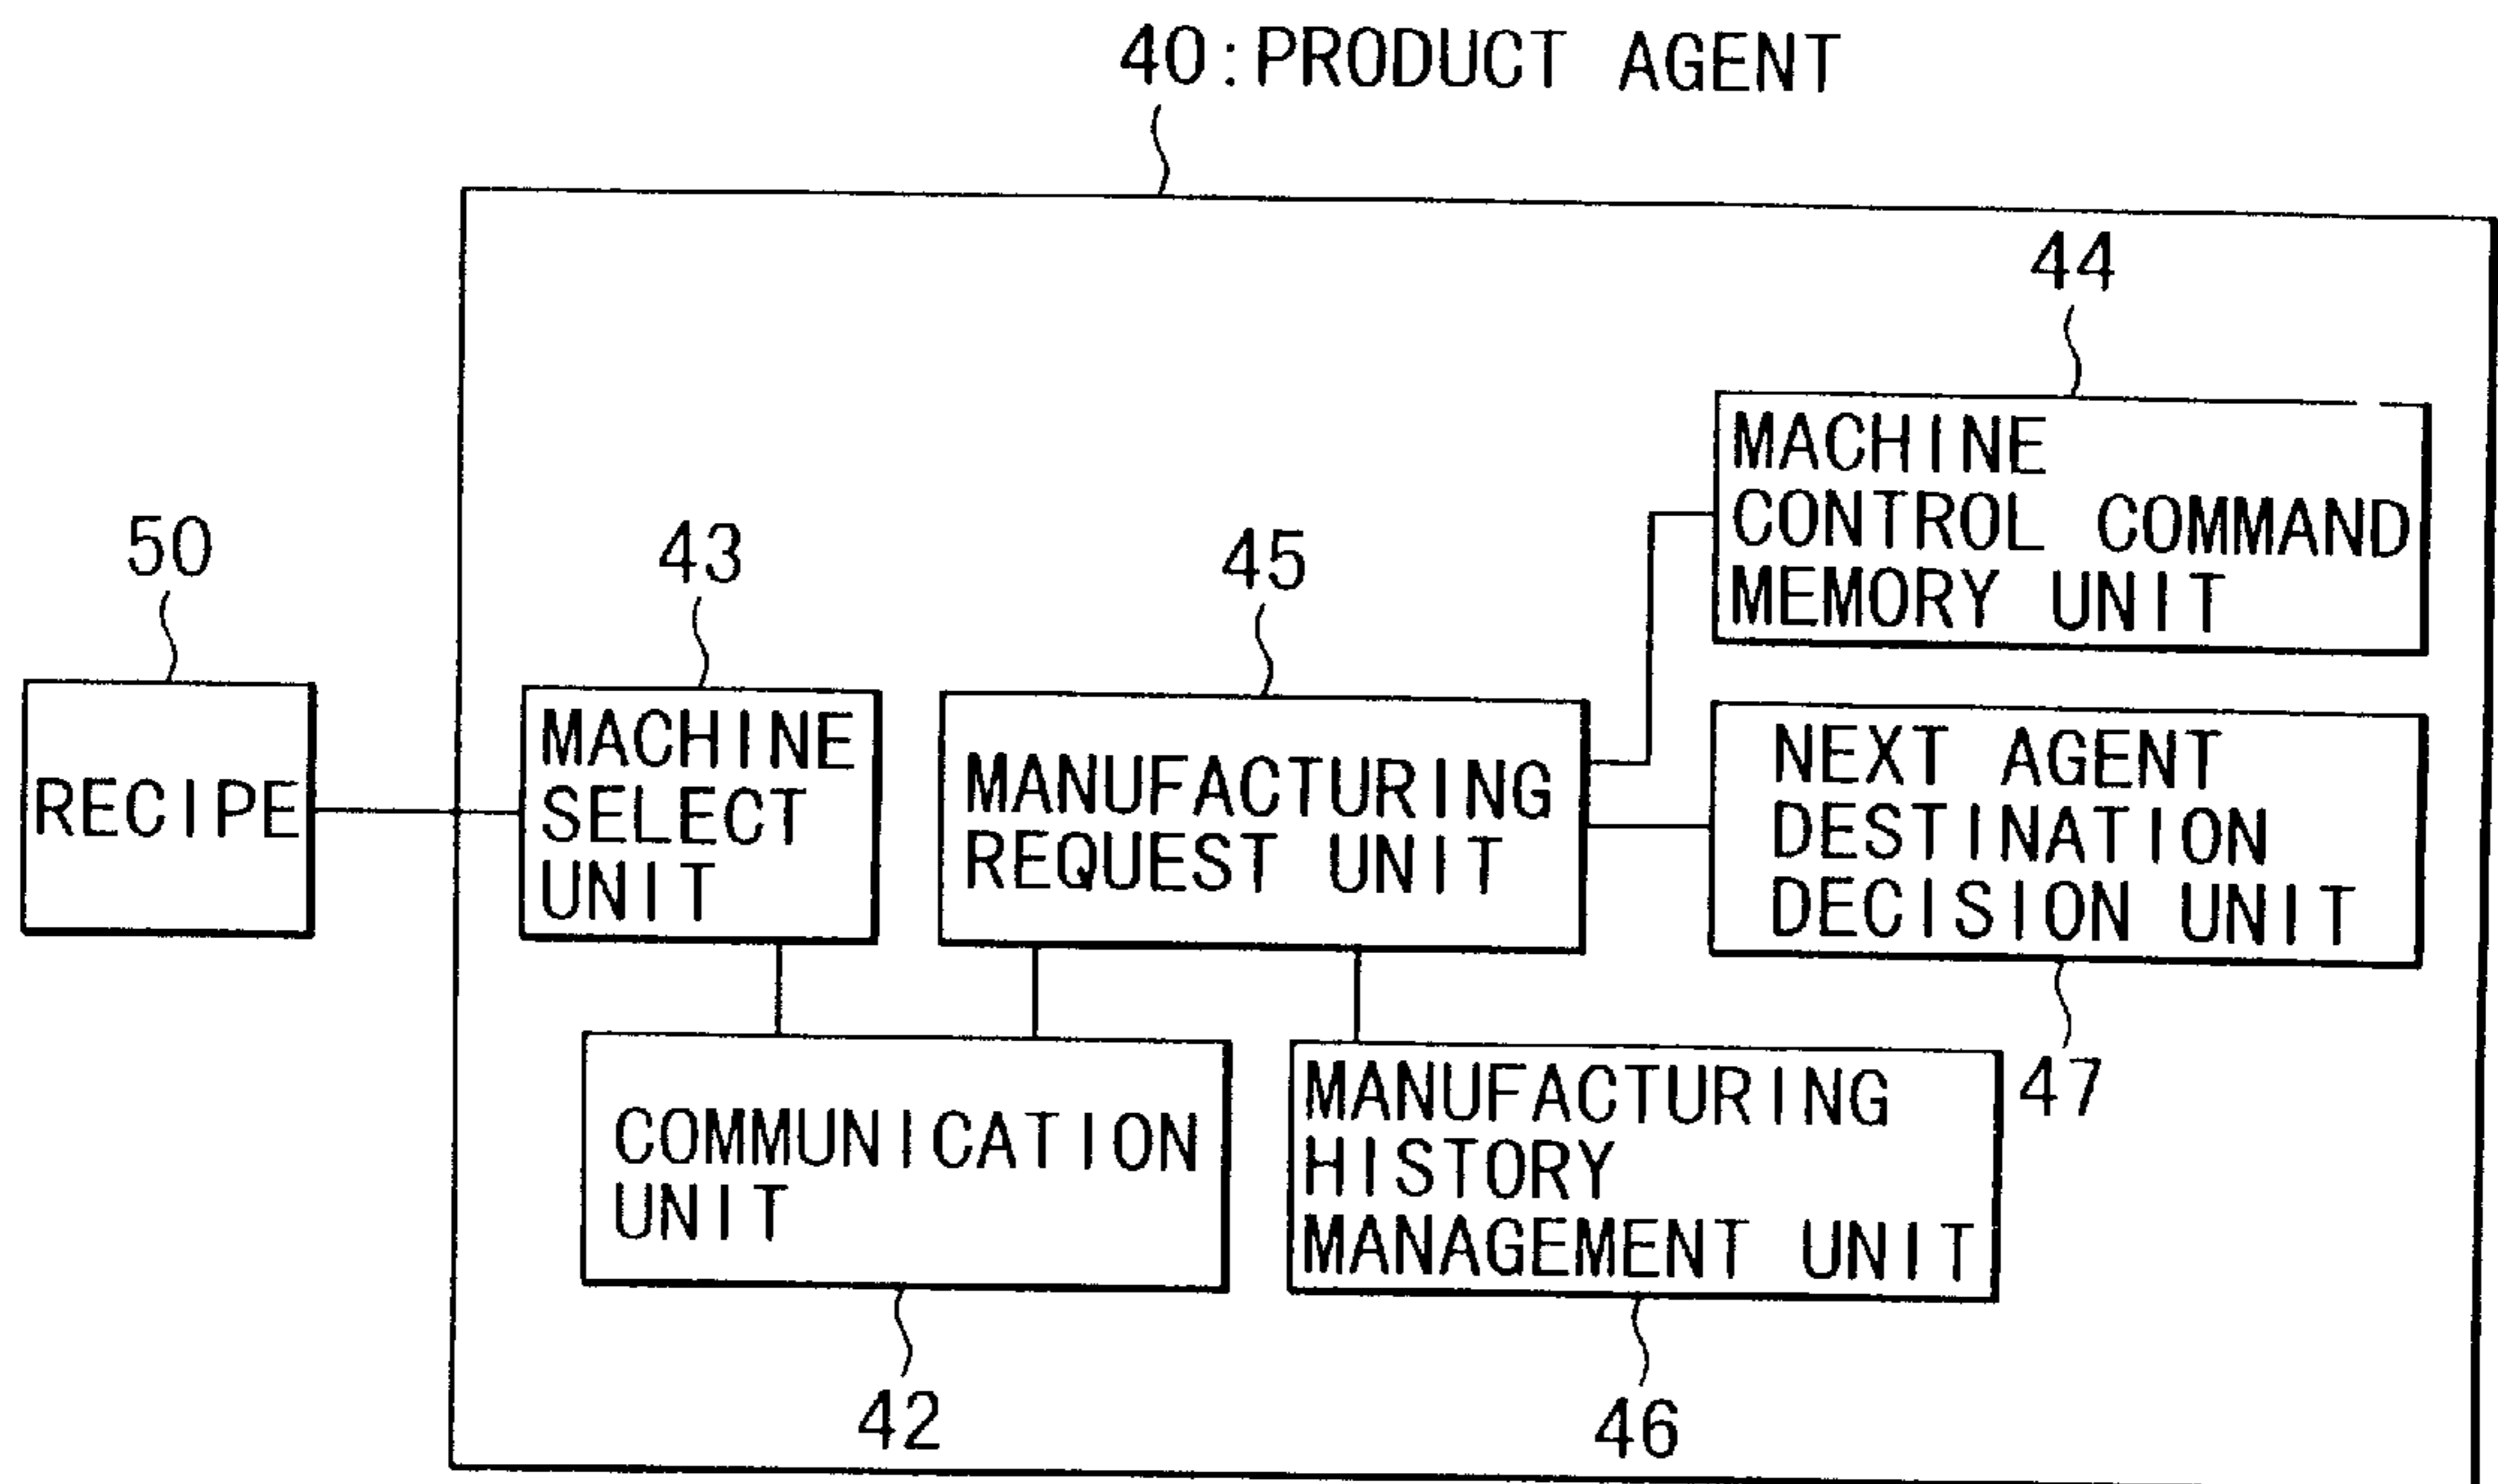 40:PRODUCT AGENT
44
MACHINE
CONTROL COMMAND
MEMORY UNIT
50
RECIPE
43
MACHINE
SELECT
UNIT
45
MANUFACTURING
REQUEST UNIT
NEXT AGENT
DESTINATION
DECISION UNIT
47
COMMUNICATION
UNIT
42
MANUFACTURING
HISTORY
MANAGEMENT UNIT
46